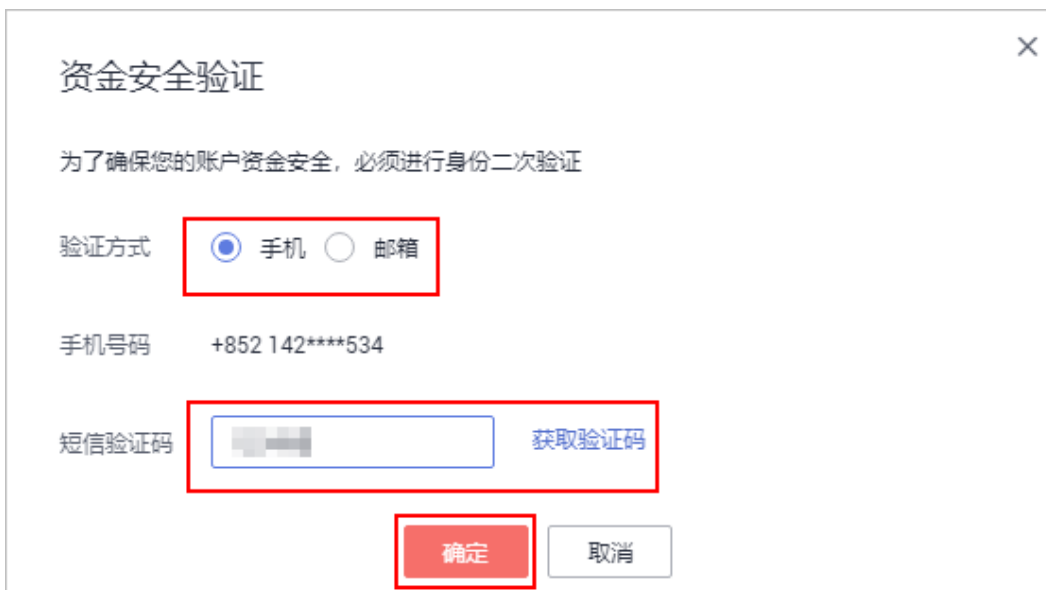 资金安全验证
为了确保您的账户资金安全，必须进行身份二次验证
验证方式 手机 邮箱
手机号码 +852 142****534
短信验证码 获取验证码
确定 取消